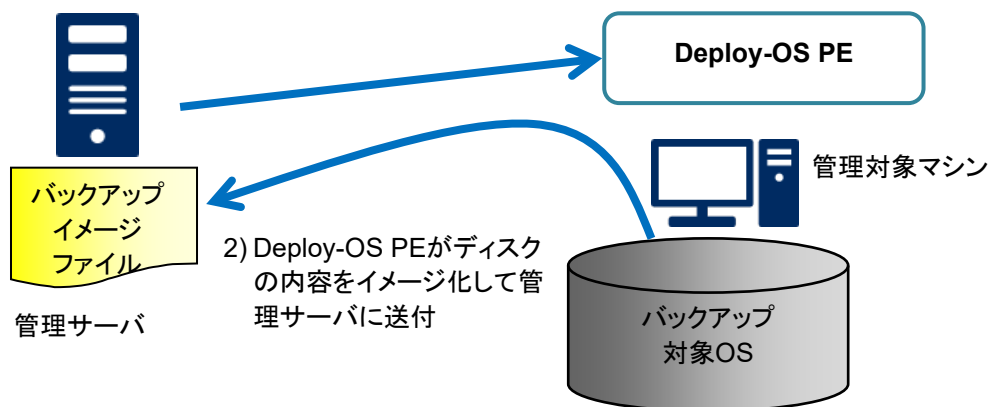 Deploy-OS PE
管理対象マシン
バックアップ
イメージ
ファイル
2) Deploy-OS PEがディスク
の内容をイメージ化して管
理サーバに送付
管理サーバ
バックアップ
対象OS